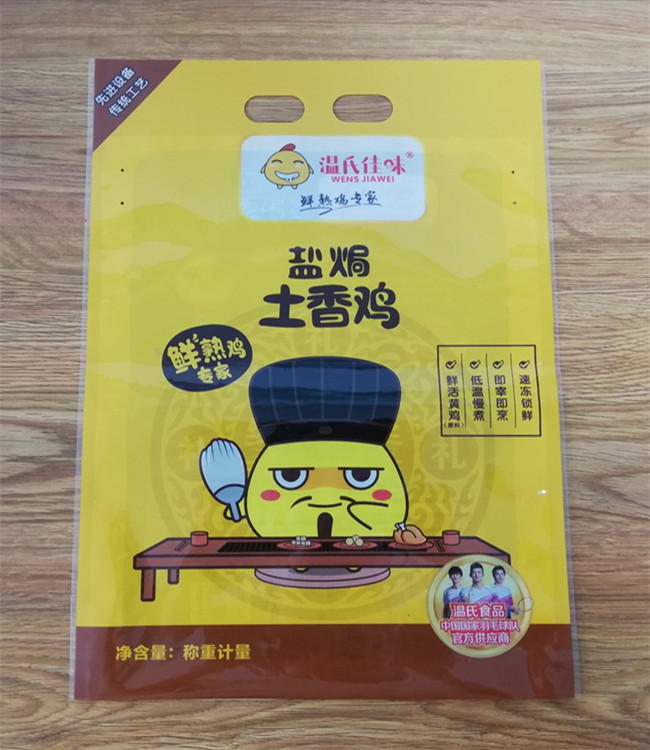 先进设备
传统工艺
温氏佳味®
WENS JIAWEI
鲜熟鸡专家
盐焗
土香鸡
鲜熟鸡
专家
鲜活黄鸡(原料)
低温慢煮
即宰即烹
速冻锁鲜
温氏食品
中国国家羽毛球队
官方供应商
净含量：称重计量